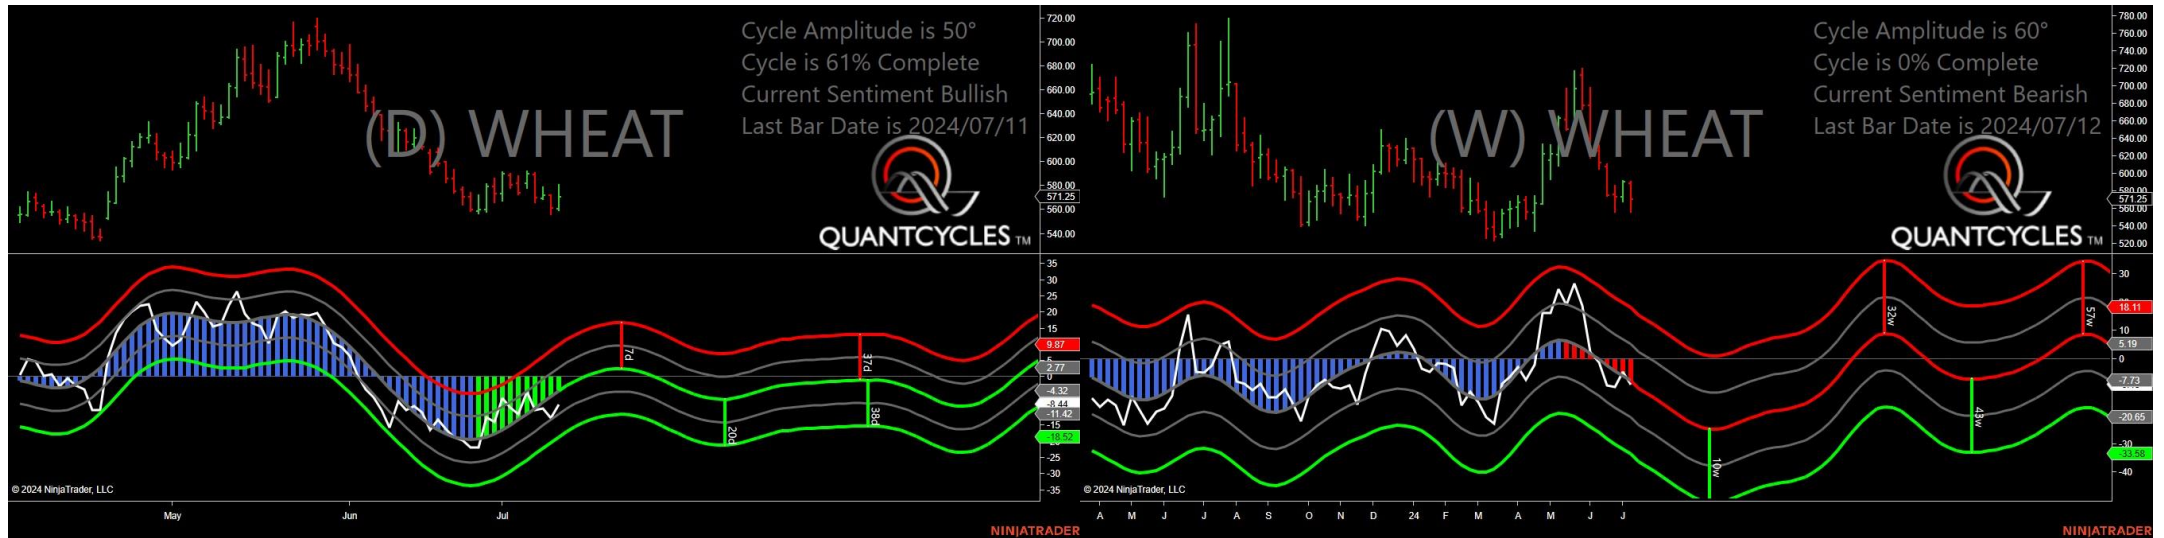 Cycle Amplitude is 50°
Cycle is 61% Complete
Current Sentiment Bullish
Last Bar Date is 2024/07/11
(D) WHEAT
QUANTCYCLES TM
720.00
700.00
680.00
660.00
640.00
620.00
600.00
580.00
571.25
560.00
540.00
35
30
25
20
15
9.87
5
2.77
0
-4.32
-8.44
-11.42
-15
-18.52
-25
-30
-35
7d
20d
37d
38d
© 2024 NinjaTrader, LLC
May Jun Jul
NINJATRADER
Cycle Amplitude is 60°
Cycle is 0% Complete
Current Sentiment Bearish
Last Bar Date is 2024/07/12
(W) WHEAT
QUANTCYCLES TM
780.00
760.00
740.00
720.00
700.00
680.00
660.00
640.00
620.00
600.00
580.00
571.25
560.00
540.00
520.00
30
18.11
10
5.19
0
-7.73
-20.65
-30
-33.58
-40
10w
32w
43w
57w
© 2024 NinjaTrader, LLC
A M J J A S O N D 24 F M A M J J
NINJATRADER